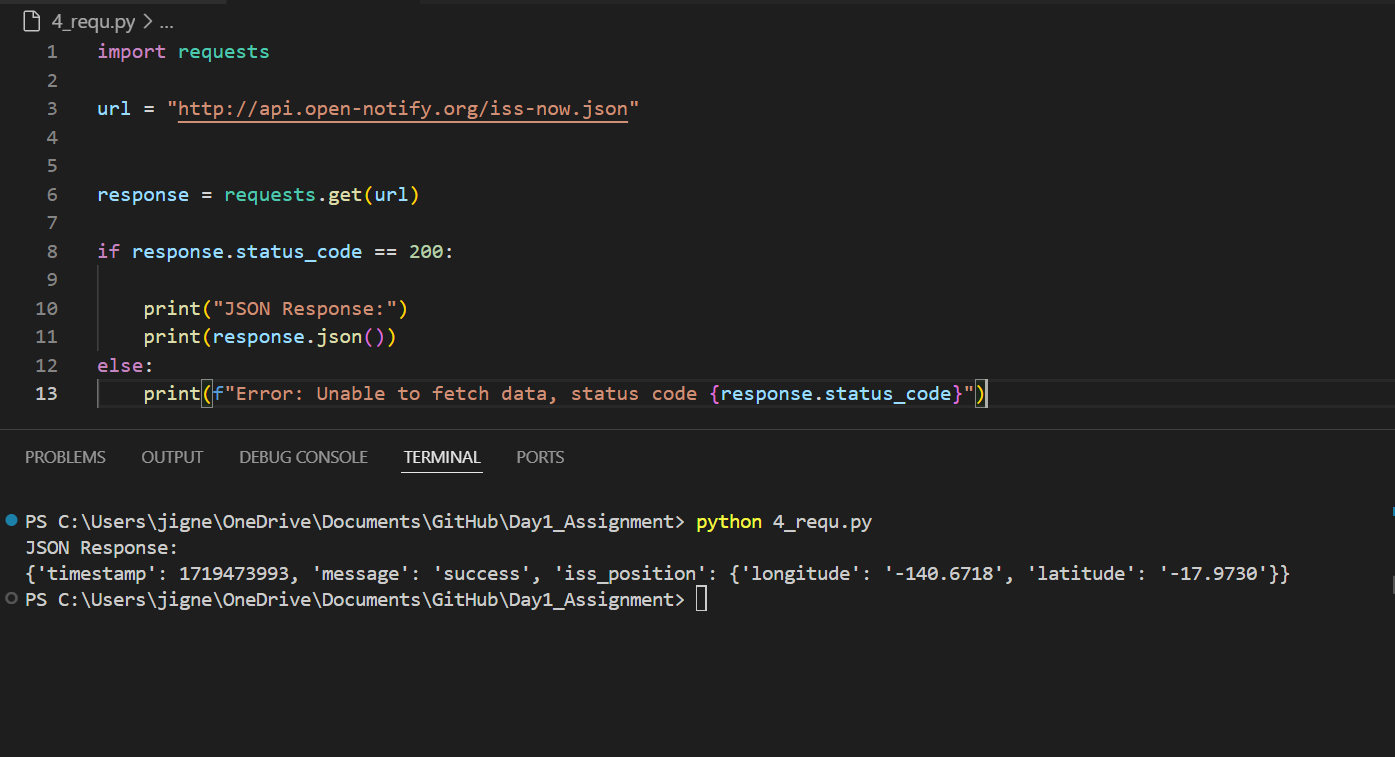 4_requ.py > ...
1 import requests
2
3 url = "http://api.open-notify.org/iss-now.json"
4
5
6 response = requests.get(url)
7
8 if response.status_code == 200:
9
10     print("JSON Response:")
11     print(response.json())
12 else:
13     print(f"Error: Unable to fetch data, status code {response.status_code}")
PROBLEMS OUTPUT DEBUG CONSOLE TERMINAL PORTS
PS C:\Users\jigne\OneDrive\Documents\GitHub\Day1_Assignment> python 4_requ.py
JSON Response:
{'timestamp': 1719473993, 'message': 'success', 'iss_position': {'longitude': '-140.6718', 'latitude': '-17.9730'}}
PS C:\Users\jigne\OneDrive\Documents\GitHub\Day1_Assignment>